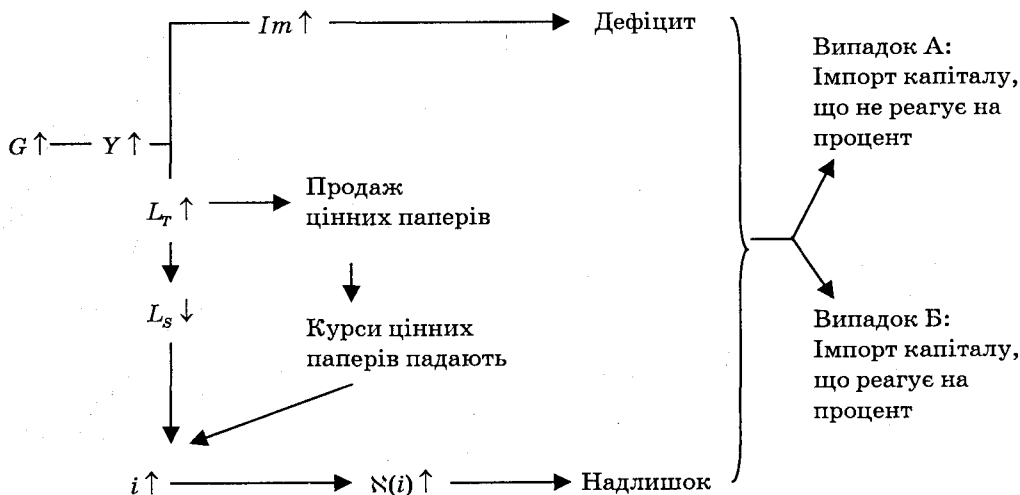 Im ↑
Дефіцит
Випадок А:
Імпорт капіталу,
що не реагує на
процент
G ↑ Y ↑
L_T ↑
Продаж
цінних паперів
L_S ↓
Курси цінних
паперів падають
Випадок Б:
Імпорт капіталу,
що реагує на
процент
i ↑
ℵ(i) ↑
Надлишок